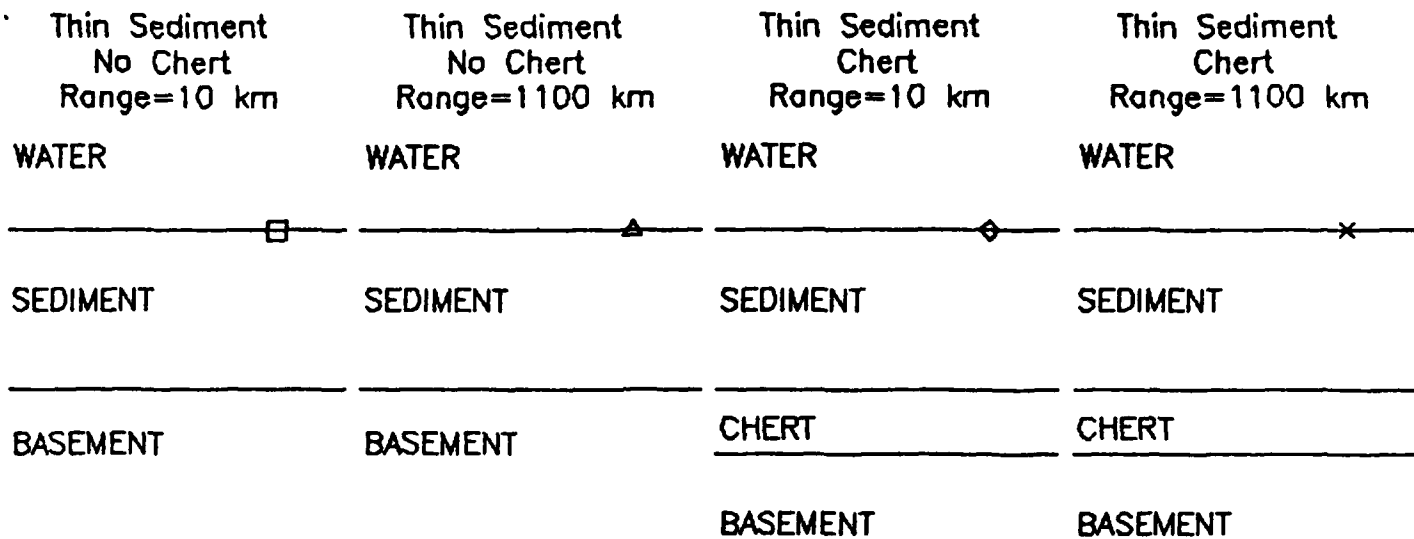 Thin Sediment
No Chert
Range=10 km
WATER
SEDIMENT
BASEMENT
Thin Sediment
No Chert
Range=1100 km
WATER
SEDIMENT
BASEMENT
Thin Sediment
Chert
Range=10 km
WATER
SEDIMENT
CHERT
BASEMENT
Thin Sediment
Chert
Range=1100 km
WATER
SEDIMENT
CHERT
BASEMENT